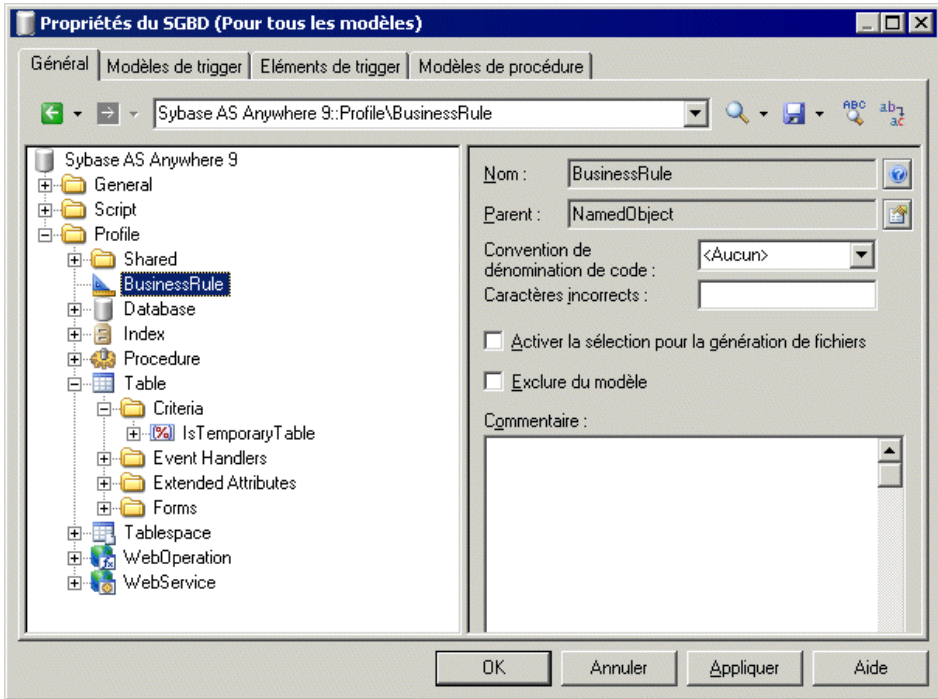 Propriétés du SGBD (Pour tous les modèles)
Général Modèles de trigger Eléments de trigger Modèles de procédure
Sybase AS Anywhere 9::Profile\BusinessRule
ABC
ab
ac
Sybase AS Anywhere 9
General
Script
Profile
Shared
BusinessRule
Database
Index
Procedure
Table
Criteria
IsTemporaryTable
Event Handlers
Extended Attributes
Forms
Tablespace
WebOperation
WebService
Nom : BusinessRule
Parent : NamedObject
Convention de
dénomination de code : <Aucun>
Caractères incorrects :
Activer la sélection pour la génération de fichiers
Exclure du modèle
Commentaire :
OK Annuler Appliquer Aide